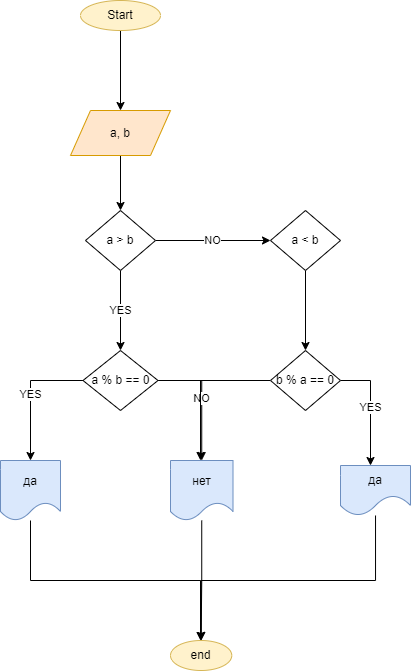 Start
a, b
a > b
NO
a < b
YES
a % b == 0
b % a == 0
YES
NO
YES
да
нет
да
end